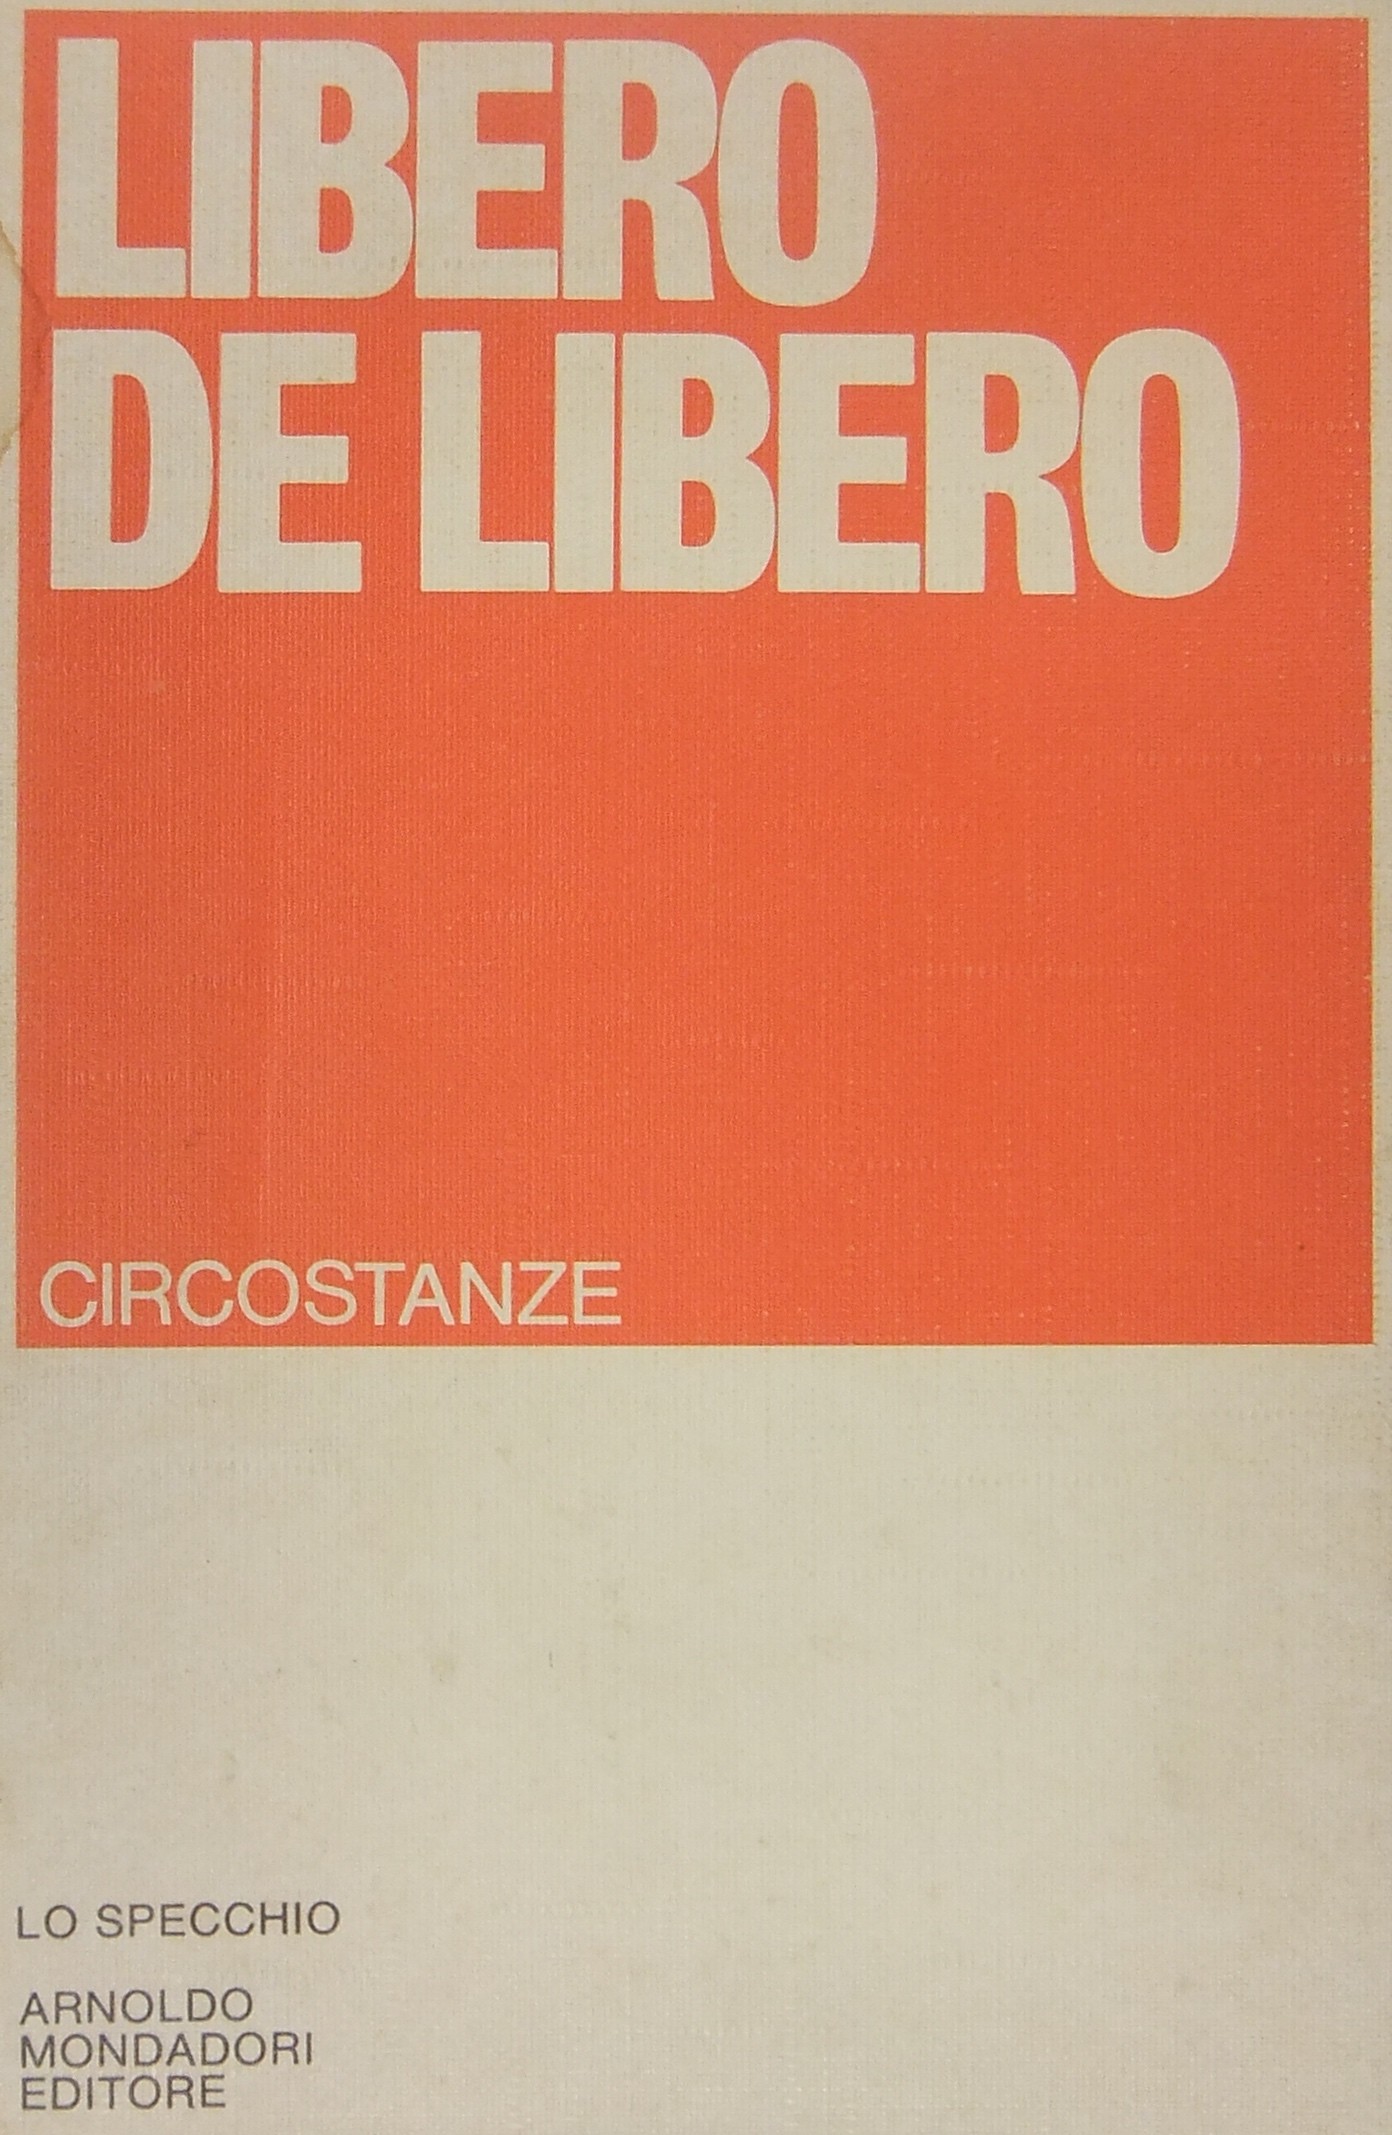 LIBERO
DE LIBERO
CIRCOSTANZE
LO SPECCHIO
ARNOLDO
MONDADORI
EDITORE